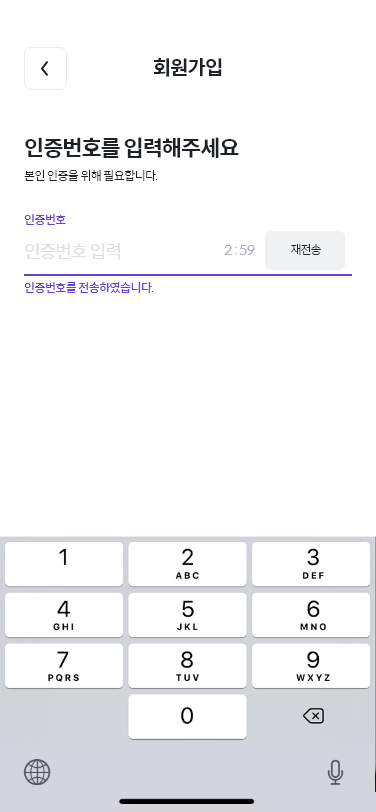 회원가입
인증번호를 입력해주세요
본인 인증을 위해 필요합니다.
인증번호
인증번호 입력 2:59 재전송
인증번호를 전송하였습니다.
1 2 3
ABC DEF
4 5 6
GHI JKL MNO
7 8 9
PQRS TUV WXYZ
0